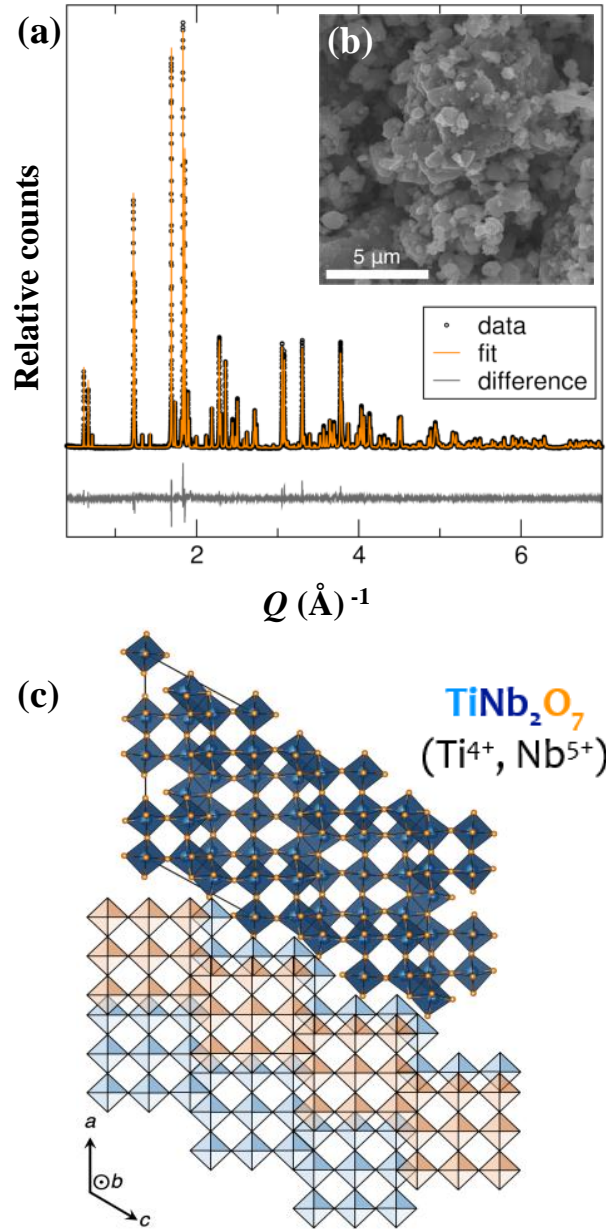 (a)
(b)
5 µm
Relative counts
data
fit
difference
2
4
6
Q (Å) -1
(c)
TiNb₂O₇
(Ti⁴⁺, Nb⁵⁺)
a
b
c